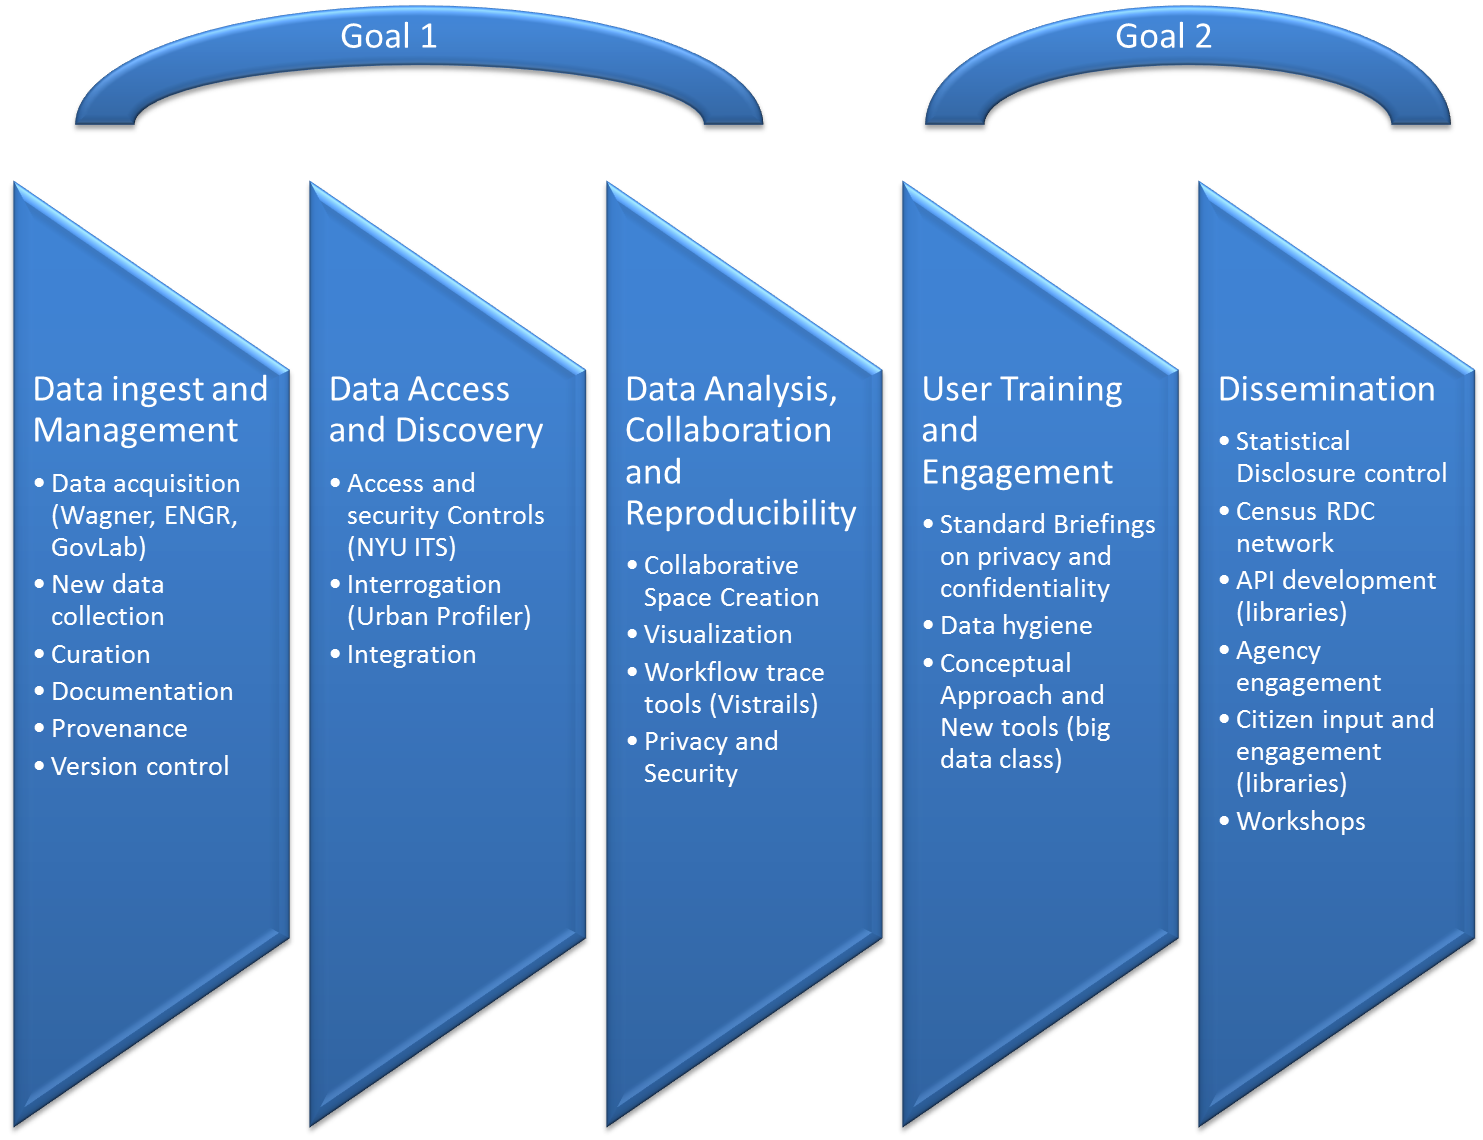 Goal 1
Goal 2
Data ingest and
Management
• Data acquisition
(Wagner, ENGR,
GovLab)
• New data
collection
• Curation
• Documentation
• Provenance
• Version control
Data Access
and Discovery
• Access and
security Controls
(NYU ITS)
• Interrogation
(Urban Profiler)
• Integration
Data Analysis,
Collaboration
and
Reproducibility
• Collaborative
Space Creation
• Visualization
• Workflow trace
tools (Vistrails)
• Privacy and
Security
User Training
and
Engagement
• Standard Briefings
on privacy and
confidentiality
• Data hygiene
• Conceptual
Approach and
New tools (big
data class)
Dissemination
• Statistical
Disclosure control
• Census RDC
network
• API development
(libraries)
• Agency
engagement
• Citizen input and
engagement
(libraries)
• Workshops